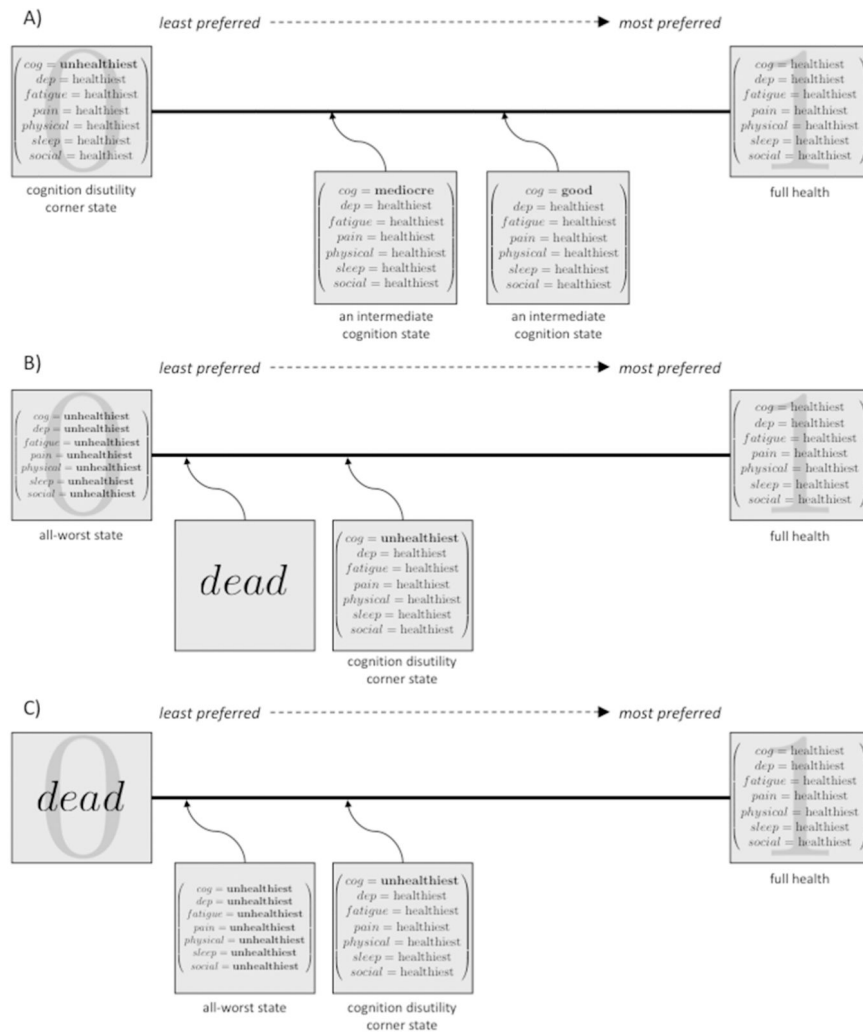 A)
least preferred
most preferred
0
cog = unhealthiest
dep = healthiest
fatigue = healthiest
pain = healthiest
physical = healthiest
sleep = healthiest
social = healthiest
cognition disutility
corner state
1
cog = healthiest
dep = healthiest
fatigue = healthiest
pain = healthiest
physical = healthiest
sleep = healthiest
social = healthiest
full health
cog = mediocre
dep = healthiest
fatigue = healthiest
pain = healthiest
physical = healthiest
sleep = healthiest
social = healthiest
an intermediate
cognition state
cog = good
dep = healthiest
fatigue = healthiest
pain = healthiest
physical = healthiest
sleep = healthiest
social = healthiest
an intermediate
cognition state
B)
least preferred
most preferred
0
cog = unhealthiest
dep = unhealthiest
fatigue = unhealthiest
pain = unhealthiest
physical = unhealthiest
sleep = unhealthiest
social = unhealthiest
all-worst state
1
cog = healthiest
dep = healthiest
fatigue = healthiest
pain = healthiest
physical = healthiest
sleep = healthiest
social = healthiest
full health
dead
cog = unhealthiest
dep = healthiest
fatigue = healthiest
pain = healthiest
physical = healthiest
sleep = healthiest
social = healthiest
cognition disutility
corner state
C)
least preferred
most preferred
0
dead
1
cog = healthiest
dep = healthiest
fatigue = healthiest
pain = healthiest
physical = healthiest
sleep = healthiest
social = healthiest
full health
cog = unhealthiest
dep = unhealthiest
fatigue = unhealthiest
pain = unhealthiest
physical = unhealthiest
sleep = unhealthiest
social = unhealthiest
all-worst state
cog = unhealthiest
dep = healthiest
fatigue = healthiest
pain = healthiest
physical = healthiest
sleep = healthiest
social = healthiest
cognition disutility
corner state